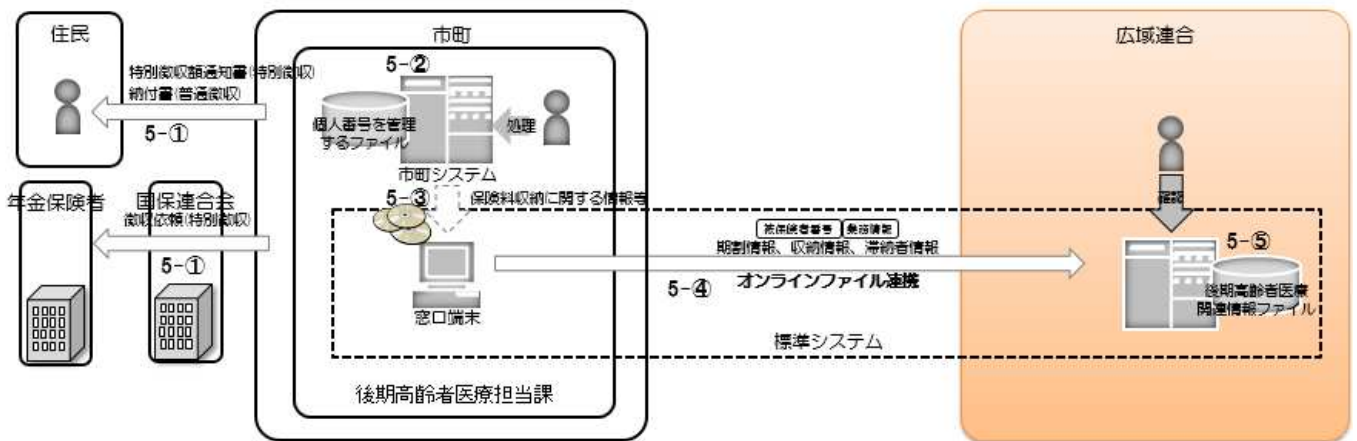 住民
特別徴収額通知書(特別徴収)
納付書(普通徴収)
5-①
年金保険者
国保連合会
徴収依頼(特別徴収)
5-①
市町
5-②
個人番号を管理
するファイル
処理
市町システム
5-③
保険料収納に関する情報等
窓口端末
後期高齢者医療担当課
被保険者番号 業務情報
期割情報、収納情報、滞納者情報
5-④
オンラインファイル連携
標準システム
広域連合
確認
5-⑤
後期高齢者医療
関連情報ファイル